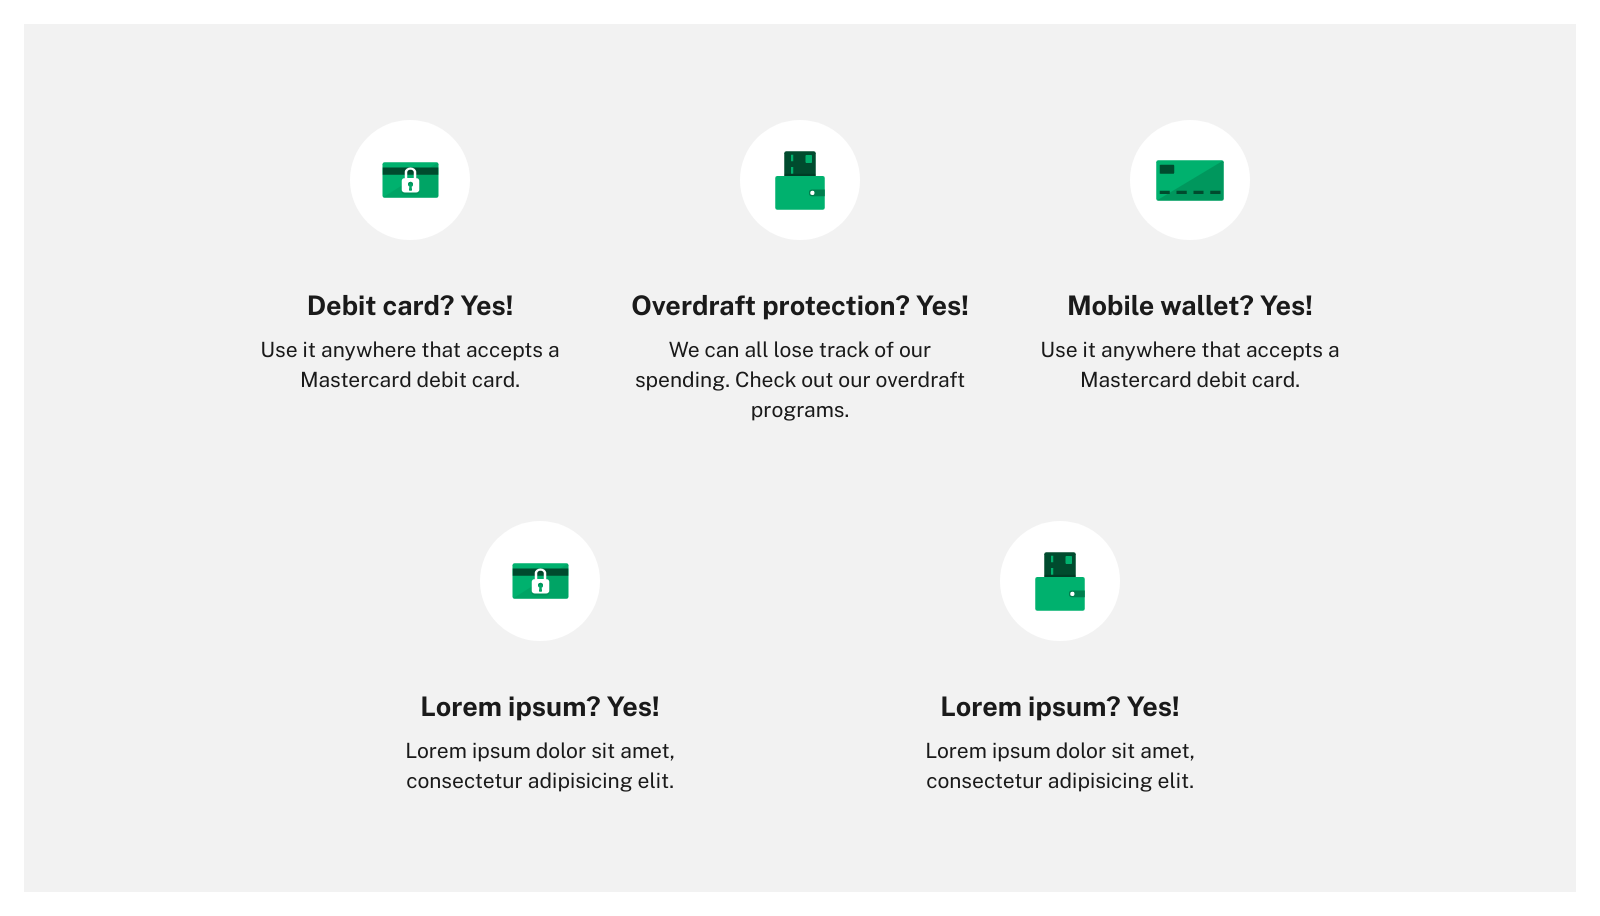 Debit card? Yes!
Use it anywhere that accepts a
Mastercard debit card.
Overdraft protection? Yes!
We can all lose track of our
spending. Check out our overdraft
programs.
Mobile wallet? Yes!
Use it anywhere that accepts a
Mastercard debit card.
Lorem ipsum? Yes!
Lorem ipsum dolor sit amet,
consectetur adipisicing elit.
Lorem ipsum? Yes!
Lorem ipsum dolor sit amet,
consectetur adipisicing elit.